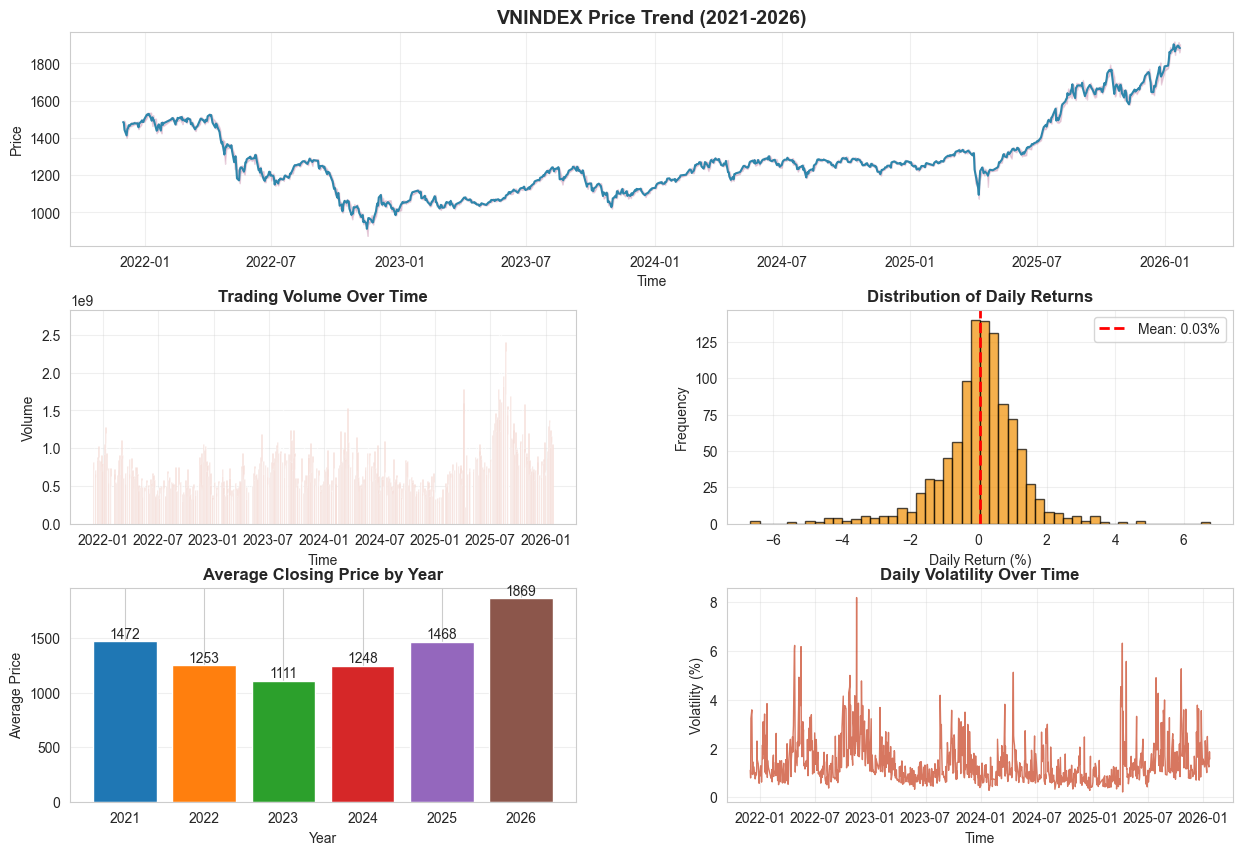 VNINDEX Price Trend (2021-2026)
Price
1800
1600
1400
1200
1000
2022-01 2022-07 2023-01 2023-07 2024-01 2024-07 2025-01 2025-07 2026-01
Time
Trading Volume Over Time
1e9
Volume
2.5
2.0
1.5
1.0
0.5
0.0
2022-01 2022-07 2023-01 2023-07 2024-01 2024-07 2025-01 2025-07 2026-01
Time
Distribution of Daily Returns
Mean: 0.03%
Frequency
125
100
75
50
25
0
−6 −4 −2 0 2 4 6
Daily Return (%)
Average Closing Price by Year
Average Price
1500
1000
500
0
1472 1253 1111 1248 1468 1869
2021 2022 2023 2024 2025 2026
Year
Daily Volatility Over Time
Volatility (%)
8
6
4
2
0
2022-01 2022-07 2023-01 2023-07 2024-01 2024-07 2025-01 2025-07 2026-01
Time